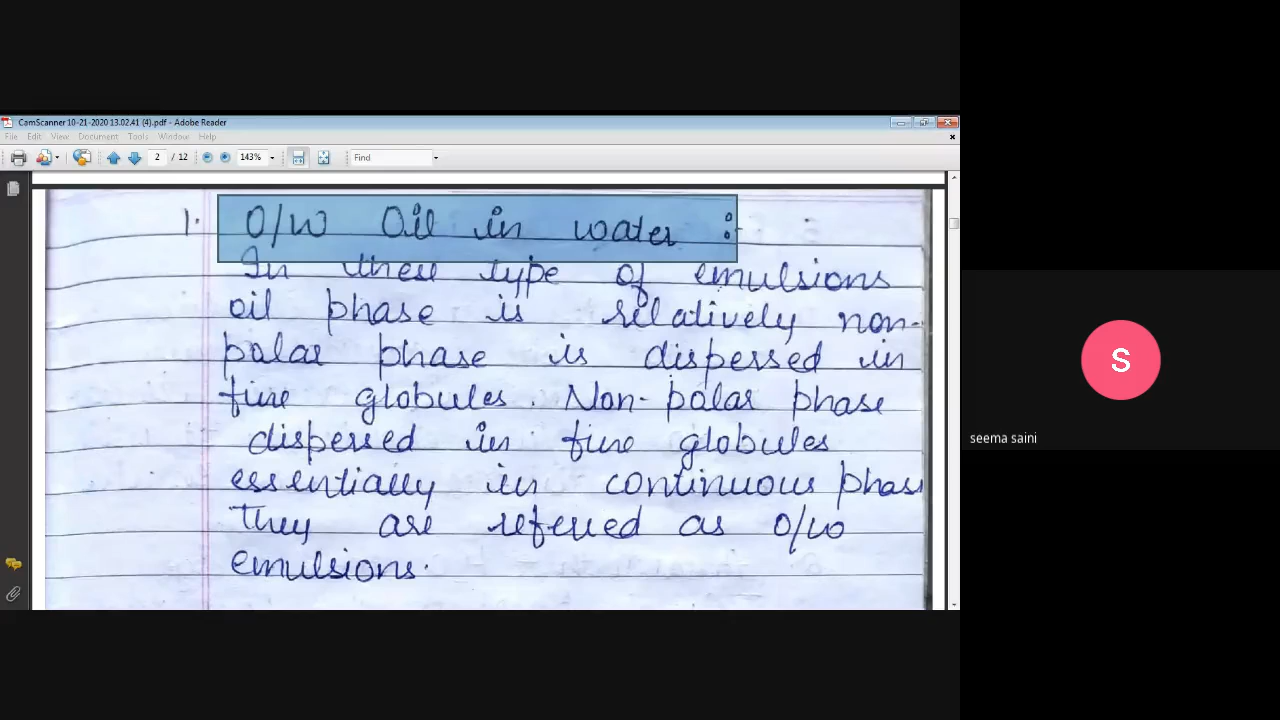 CamScanner 10-21-2020 13.02.41 (4).pdf - Adobe Reader
File Edit View Document Tools Window Help
2 / 12 143% Find
1. O/W Oil in water :
In these type of emulsions
oil phase is relatively non-
polar phase is dispersed in
fine globules. Non-polar phase
dispersed in fine globules
essentially in continuous phase
They are referred as O/W
emulsions.
S
seema saini